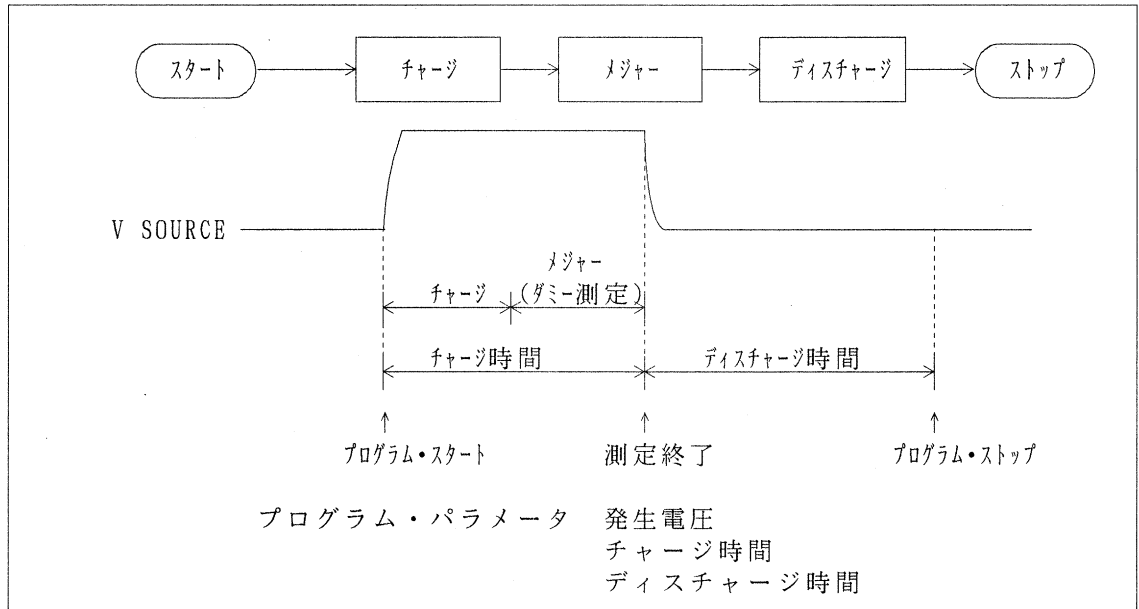 スタート チャージ メジャー ディスチャージ ストップ
V SOURCE
メジャー
チャージ (ダミー測定)
チャージ時間 ディスチャージ時間
プログラム・スタート 測定終了 プログラム・ストップ
プログラム・パラメータ 発生電圧
チャージ時間
ディスチャージ時間